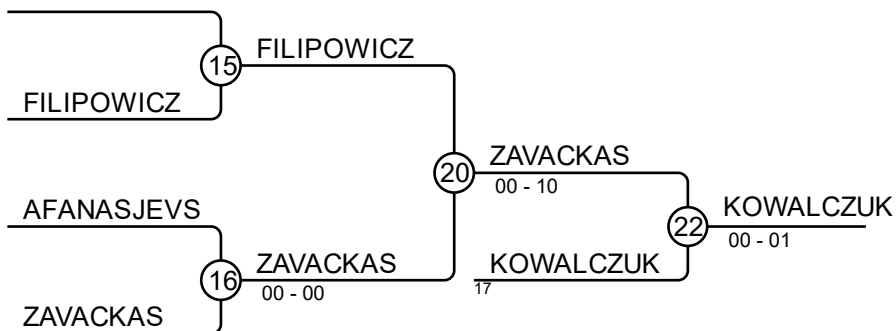 15
FILIPOWICZ
FILIPOWICZ
20
ZAVACKAS
00 - 10
AFANASJEVS
22
KOWALCZUK
00 - 01
16
ZAVACKAS
00 - 00
KOWALCZUK
17
ZAVACKAS